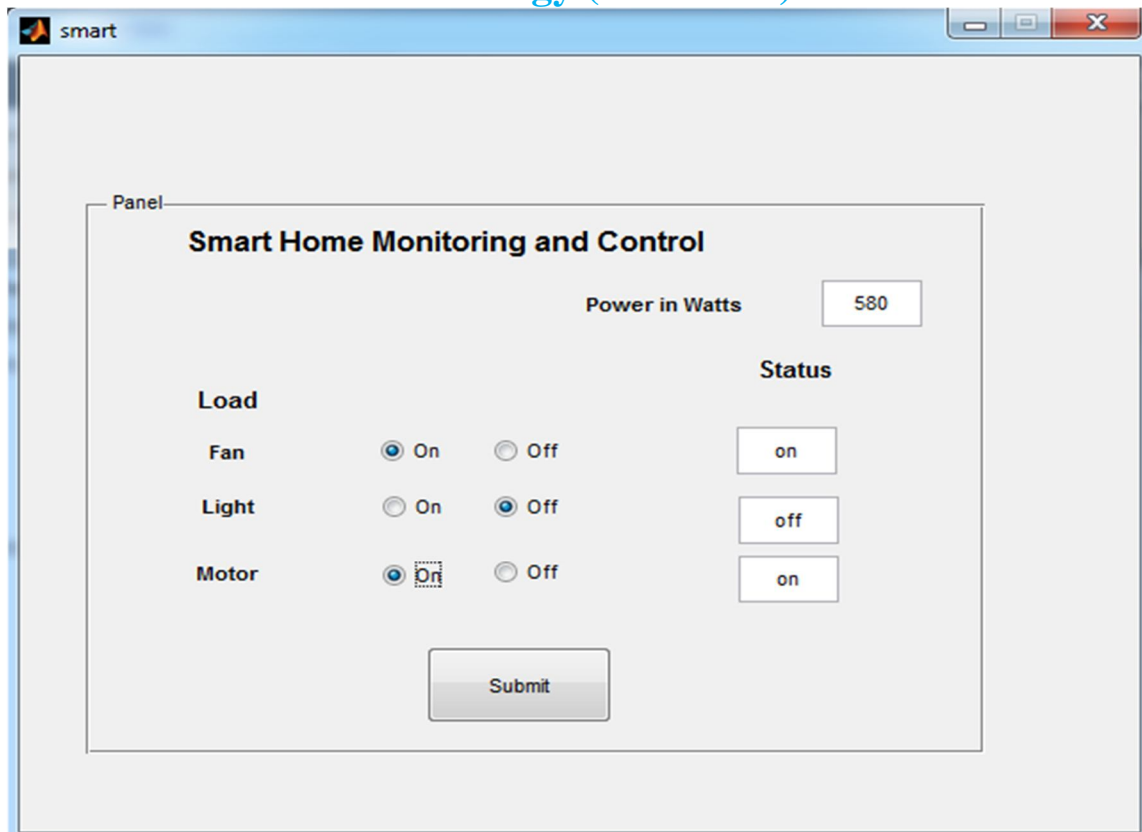 smart
Panel
Smart Home Monitoring and Control
Power in Watts 580
Status
Load
Fan On Off on
Light On Off off
Motor On Off on
Submit